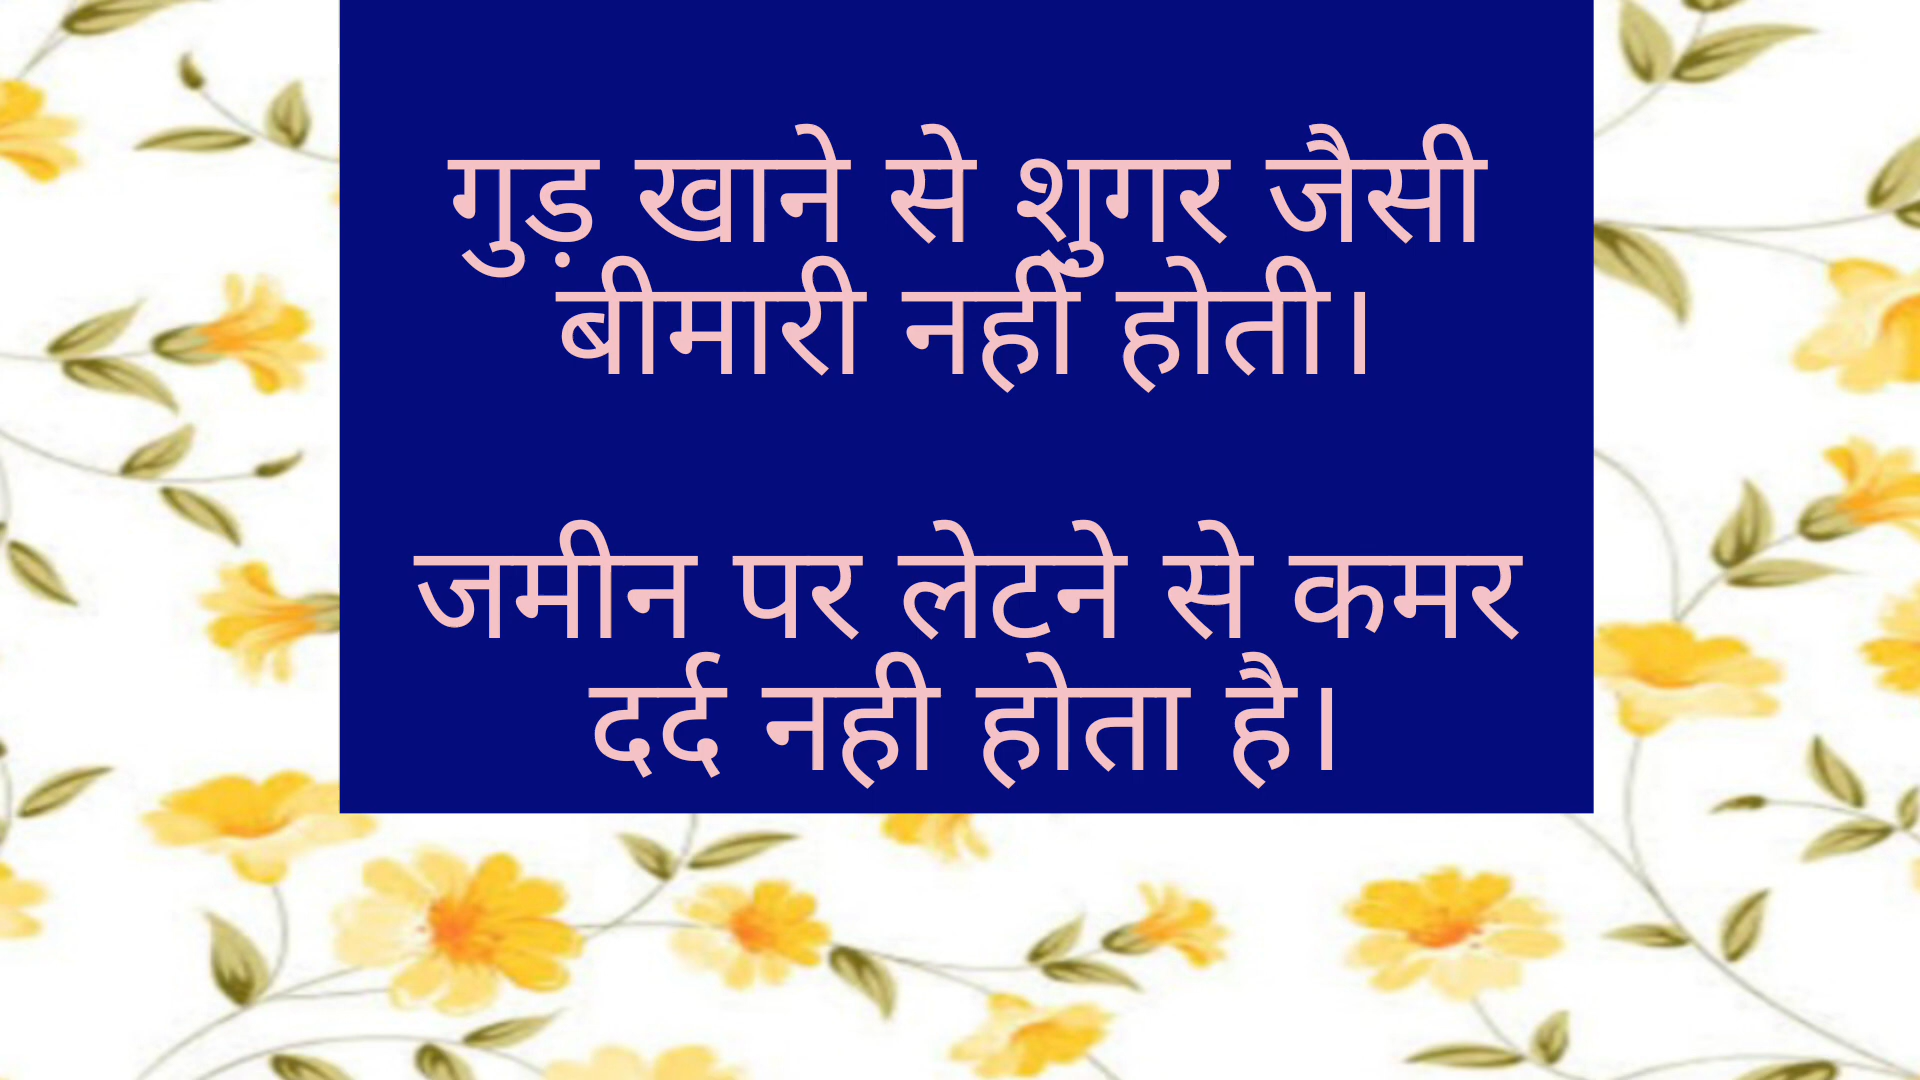 गुड़ खाने से शुगर जैसी
बीमारी नहीं होती।
जमीन पर लेटने से कमर
दर्द नही होता है।